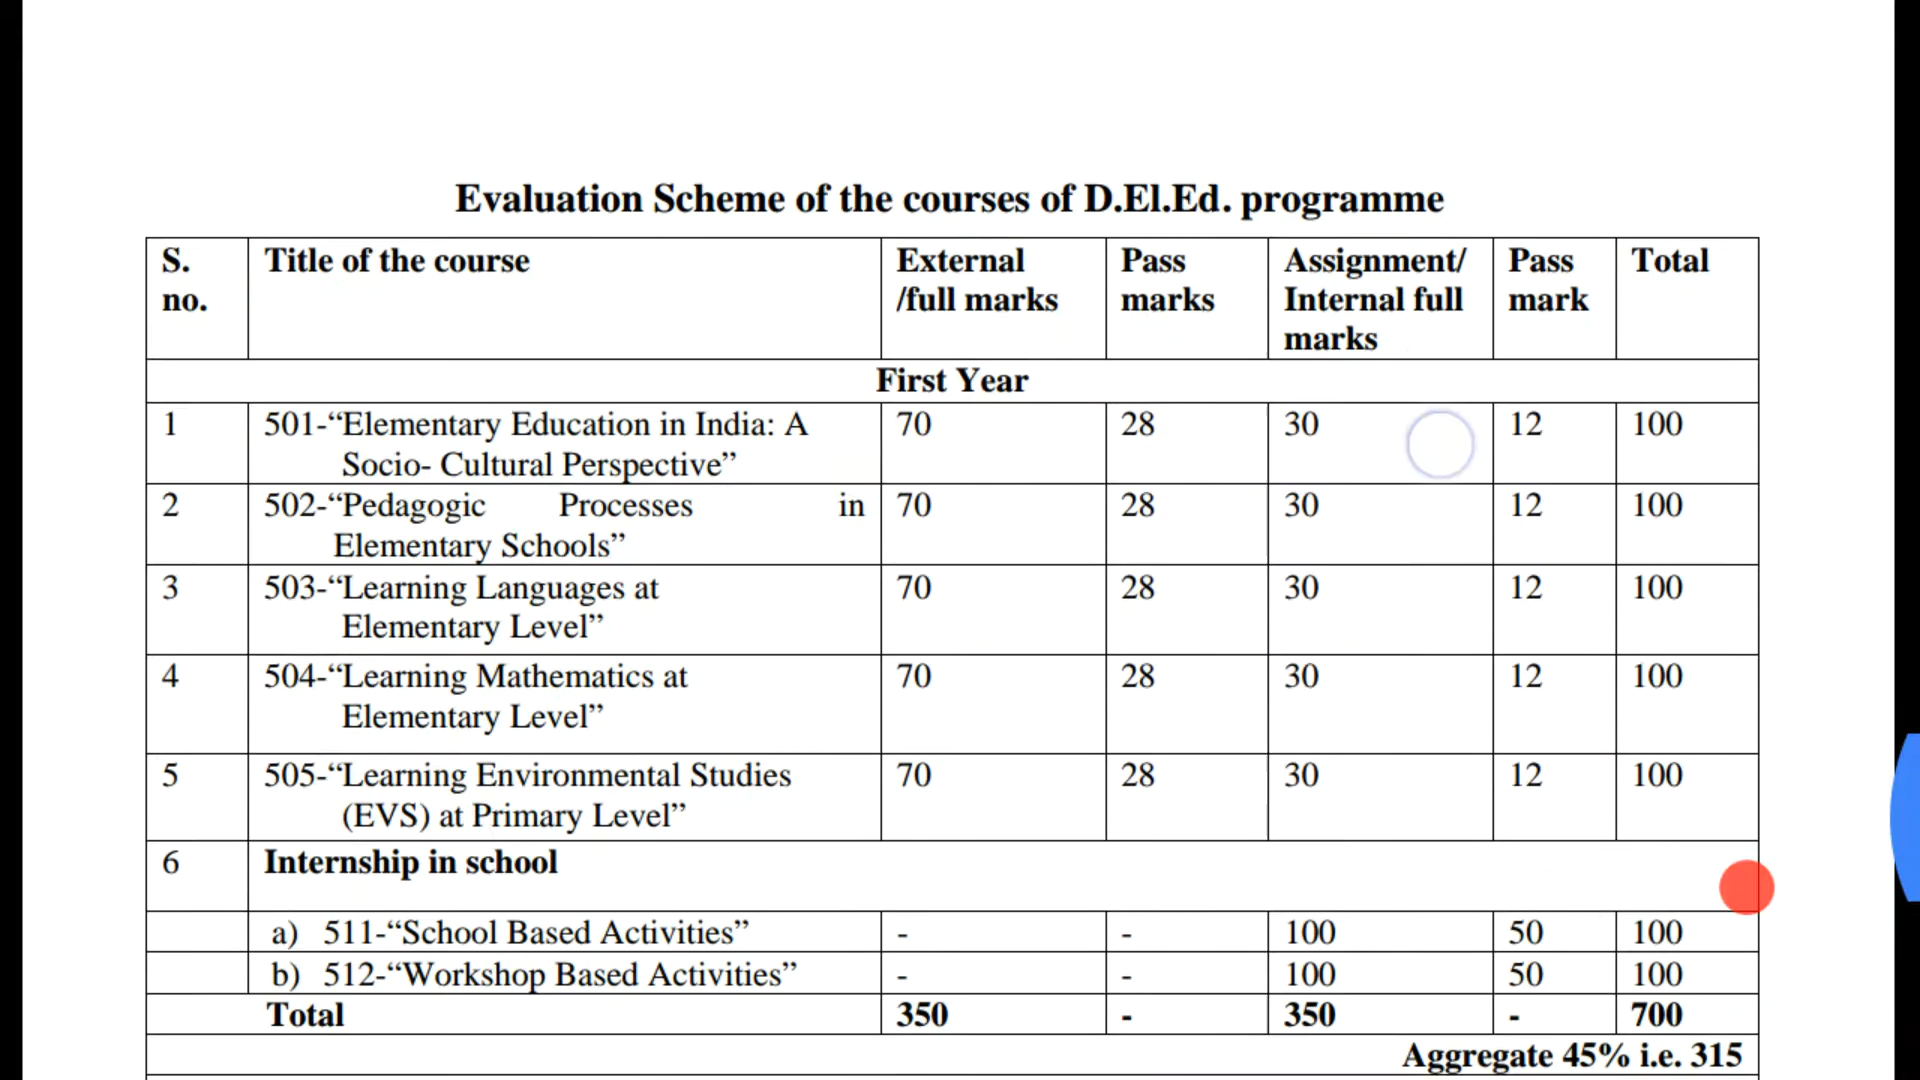 Evaluation Scheme of the courses of D.El.Ed. programme
S. no. Title of the course External /full marks Pass marks Assignment/ Internal full marks Pass mark Total
First Year
1 501-“Elementary Education in India: A 70 28 30 12 100
Socio- Cultural Perspective”
2 502-“Pedagogic Processes in 70 28 30 12 100
Elementary Schools”
3 503-“Learning Languages at 70 28 30 12 100
Elementary Level”
4 504-“Learning Mathematics at 70 28 30 12 100
Elementary Level”
5 505-“Learning Environmental Studies 70 28 30 12 100
(EVS) at Primary Level”
6 Internship in school
a) 511-“School Based Activities” - - 100 50 100
b) 512-“Workshop Based Activities” - - 100 50 100
Total 350 - 350 - 700
Aggregate 45% i.e. 315